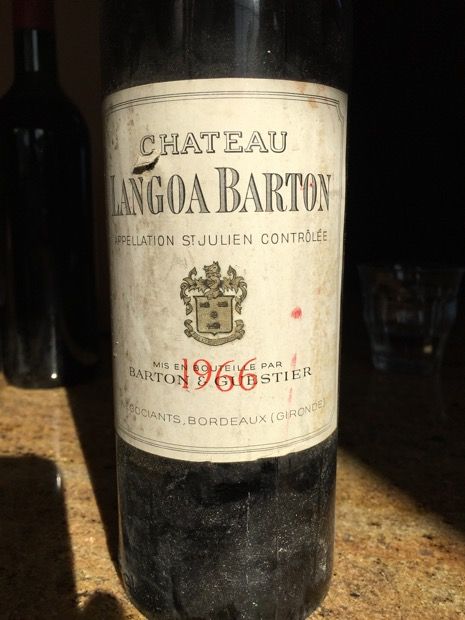 CHATEAU
LANGOA BARTON
APPELLATION ST JULIEN CONTRÔLÉE
MIS EN BOUTEILLE PAR
BARTON & GUESTIER
1966
NÉGOCIANTS, BORDEAUX (GIRONDE)